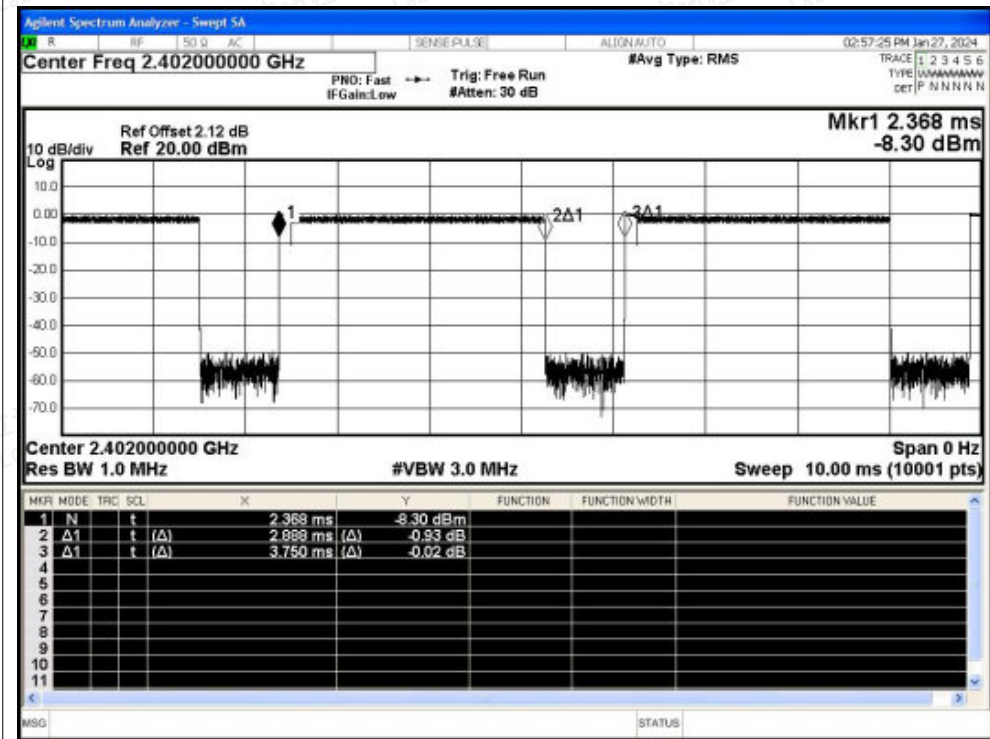 Agilent Spectrum Analyzer - Swept SA
LXI R RF 50 Ω AC SENSE:PULSE ALIGN AUTO 02:57:25 PM Jan 27, 2024
Center Freq 2.402000000 GHz
PNO: Fast
IFGain:Low
Trig: Free Run
#Atten: 30 dB
#Avg Type: RMS
TRACE 1 2 3 4 5 6
TYPE
DET P N N N N N
Mkr1 2.368 ms
-8.30 dBm
Ref Offset 2.12 dB
10 dB/div Ref 20.00 dBm
Log
10.0
0.00
-10.0
-20.0
-30.0
-40.0
-50.0
-60.0
-70.0
1
2Δ1
3Δ1
Center 2.402000000 GHz Span 0 Hz
Res BW 1.0 MHz #VBW 3.0 MHz Sweep 10.00 ms (10001 pts)
MKR MODE TRC SCL X Y FUNCTION FUNCTION WIDTH FUNCTION VALUE
1 N t 2.368 ms -8.30 dBm
2 Δ1 t (Δ) 2.888 ms (Δ) -0.93 dB
3 Δ1 t (Δ) 3.750 ms (Δ) -0.02 dB
4
5
6
7
8
9
10
11
MSG STATUS